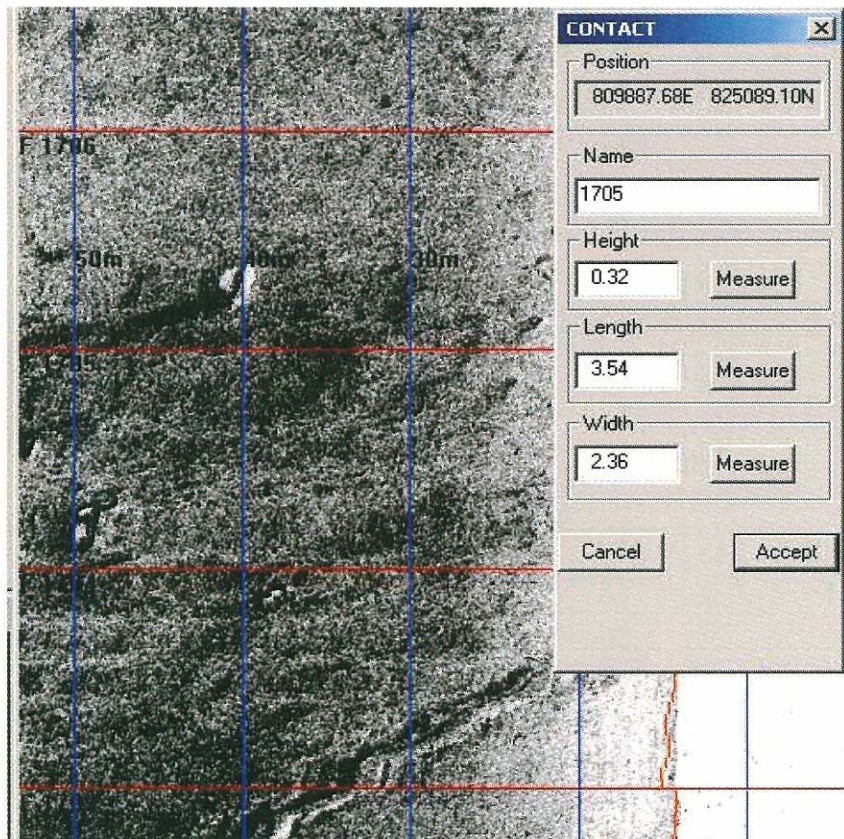 CONTACT
Position
809887.68E 825089.10N
Name
1705
Height
0.32 Measure
Length
3.54 Measure
Width
2.36 Measure
Cancel Accept
F 1706
50m 40m 30m